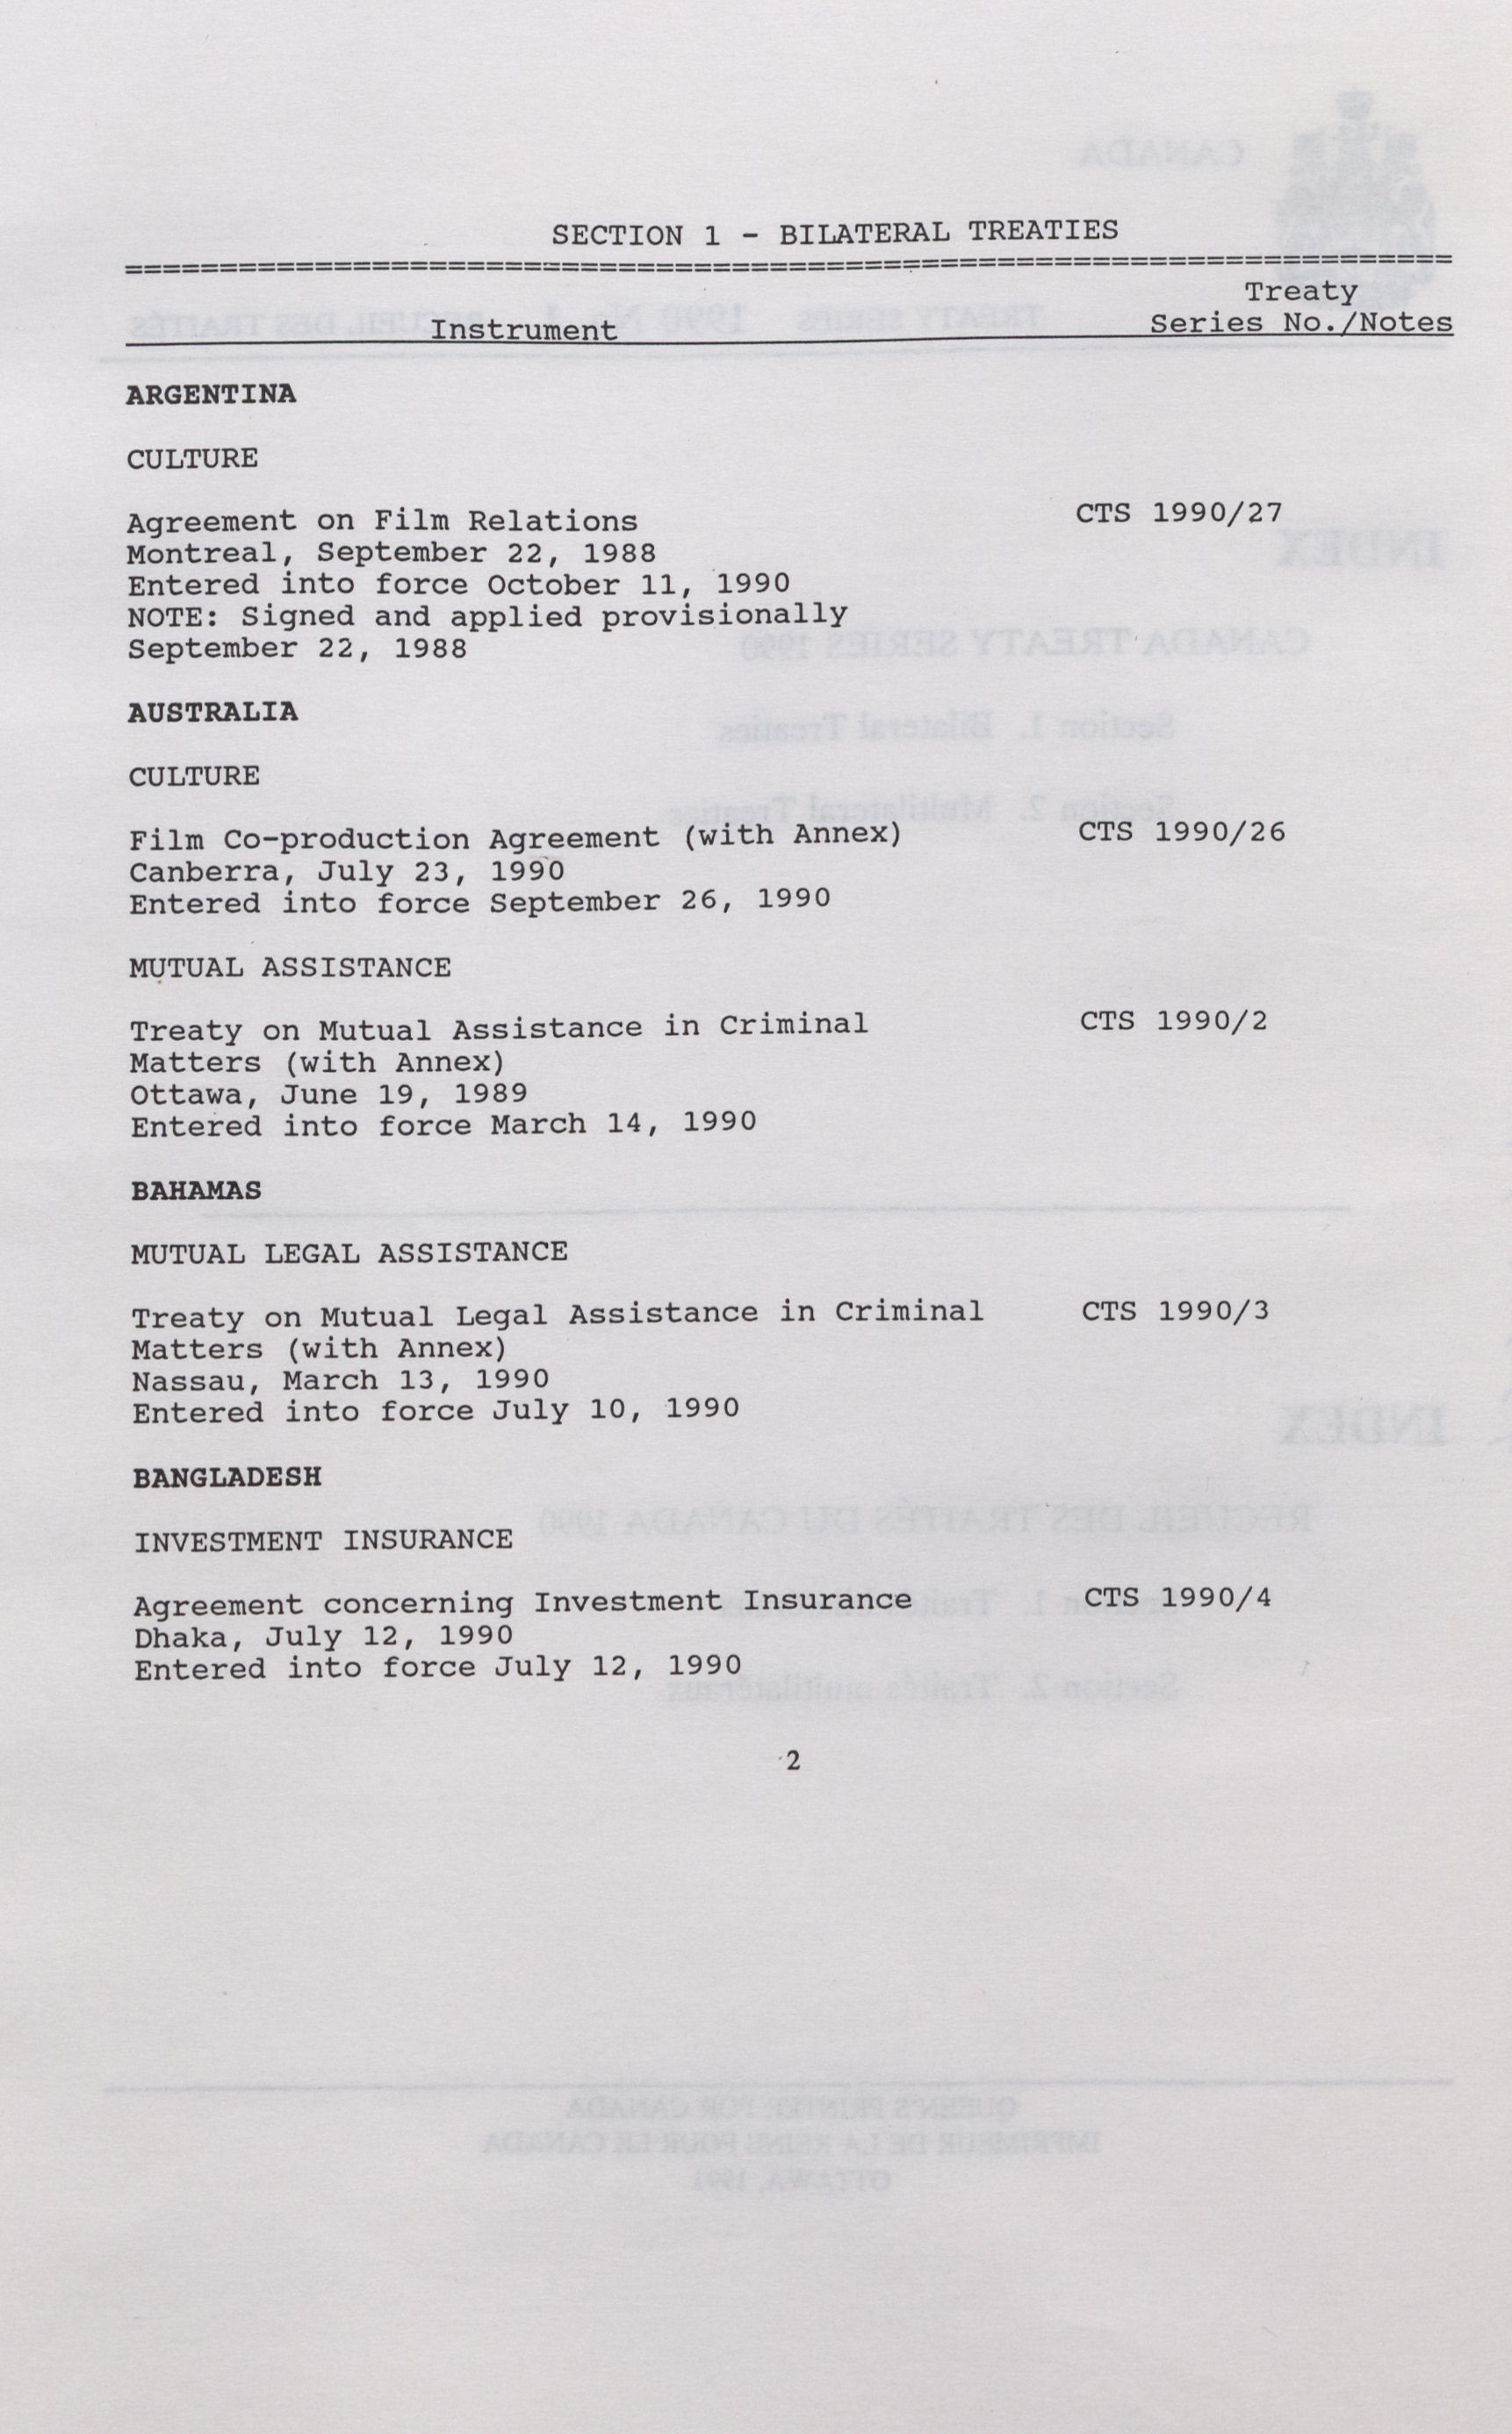 SECTION 1 - BILATERAL TREATIES
=======================================================================
Treaty
Instrument Series No./Notes
ARGENTINA
CULTURE
Agreement on Film Relations CTS 1990/27
Montreal, September 22, 1988
Entered into force October 11, 1990
NOTE: Signed and applied provisionally
September 22, 1988
AUSTRALIA
CULTURE
Film Co-production Agreement (with Annex) CTS 1990/26
Canberra, July 23, 1990
Entered into force September 26, 1990
MUTUAL ASSISTANCE
Treaty on Mutual Assistance in Criminal CTS 1990/2
Matters (with Annex)
Ottawa, June 19, 1989
Entered into force March 14, 1990
BAHAMAS
MUTUAL LEGAL ASSISTANCE
Treaty on Mutual Legal Assistance in Criminal CTS 1990/3
Matters (with Annex)
Nassau, March 13, 1990
Entered into force July 10, 1990
BANGLADESH
INVESTMENT INSURANCE
Agreement concerning Investment Insurance CTS 1990/4
Dhaka, July 12, 1990
Entered into force July 12, 1990
2